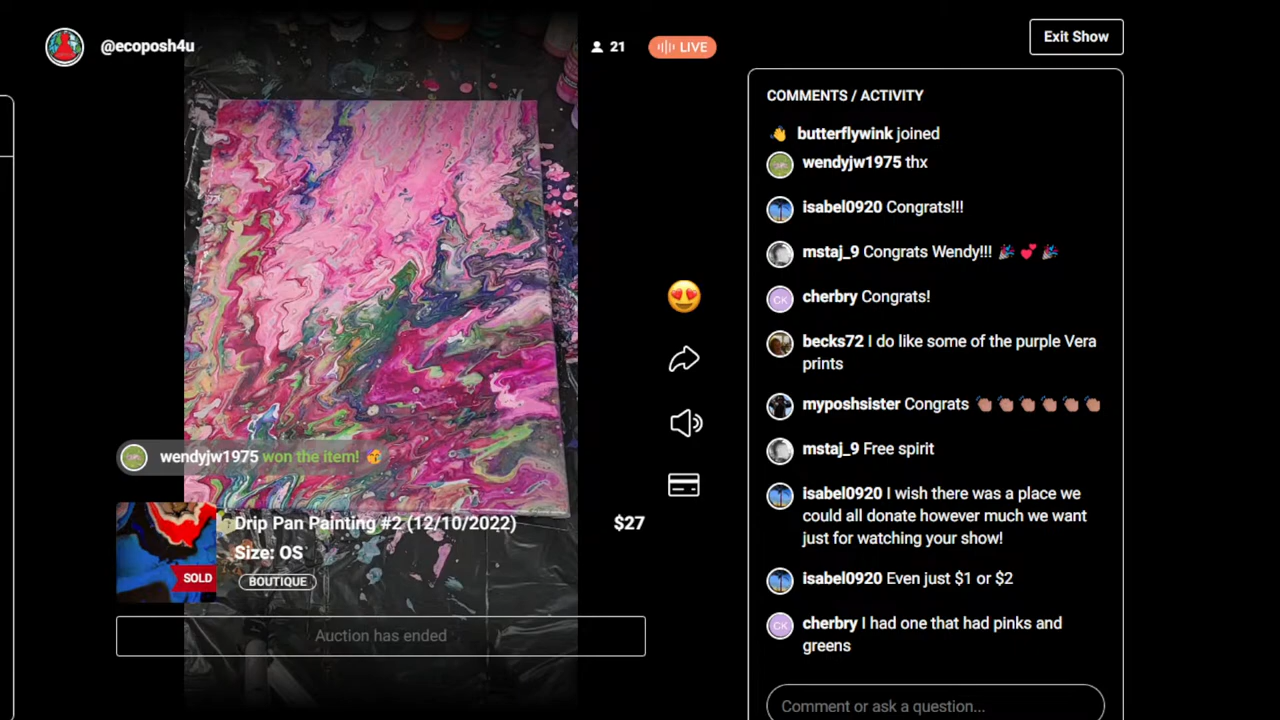 @ecoposh4u
21
LIVE
Exit Show
COMMENTS / ACTIVITY
butterflywink joined
wendyjw1975 thx
isabel0920 Congrats!!!
mstaj_9 Congrats Wendy!!! 🎉 💕 🎉
CK cherbry Congrats!
becks72 I do like some of the purple Vera
prints
myposhsister Congrats 👏🏽 👏🏽 👏🏽 👏🏽 👏🏽 👏🏽
mstaj_9 Free spirit
isabel0920 I wish there was a place we
could all donate however much we want
just for watching your show!
isabel0920 Even just $1 or $2
CK cherbry I had one that had pinks and
greens
Comment or ask a question...
wendyjw1975 won the item!
Drip Pan Painting #2 (12/10/2022)
$27
Size: OS
SOLD
BOUTIQUE
Auction has ended